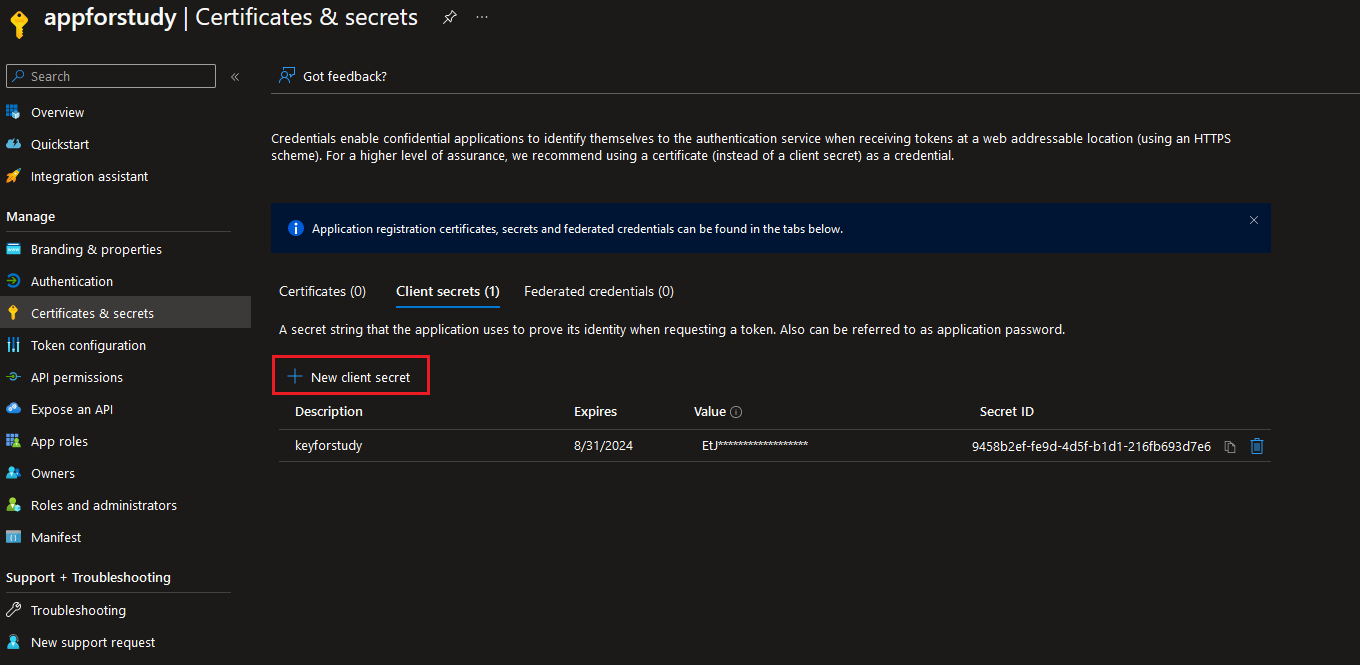 appforstudy | Certificates & secrets
Search
Got feedback?
Overview
Quickstart
Integration assistant
Manage
Branding & properties
Authentication
Certificates & secrets
Token configuration
API permissions
Expose an API
App roles
Owners
Roles and administrators
Manifest
Support + Troubleshooting
Troubleshooting
New support request
Credentials enable confidential applications to identify themselves to the authentication service when receiving tokens at a web addressable location (using an HTTPS
scheme). For a higher level of assurance, we recommend using a certificate (instead of a client secret) as a credential.
Application registration certificates, secrets and federated credentials can be found in the tabs below.
Certificates (0) Client secrets (1) Federated credentials (0)
A secret string that the application uses to prove its identity when requesting a token. Also can be referred to as application password.
New client secret
Description Expires Value Secret ID
keyforstudy 8/31/2024 EtJ****************** 9458b2ef-fe9d-4d5f-b1d1-216fb693d7e6